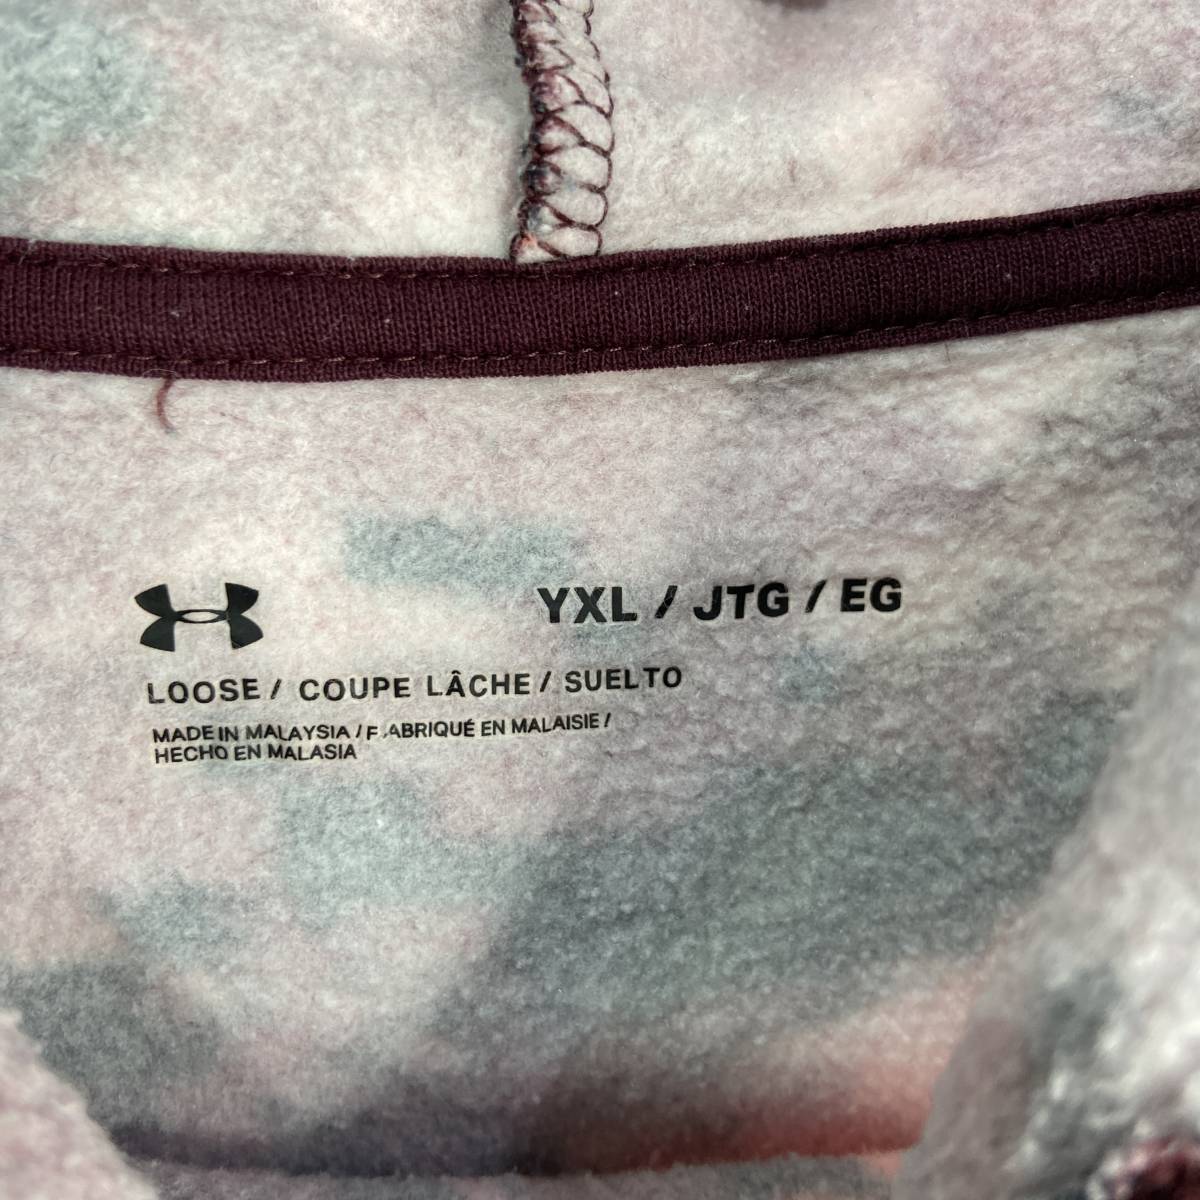 YXL / JTG / EG
LOOSE / COUPE LÂCHE / SUELTO
MADE IN MALAYSIA / FABRIQUÉ EN MALAISIE /
HECHO EN MALASIA